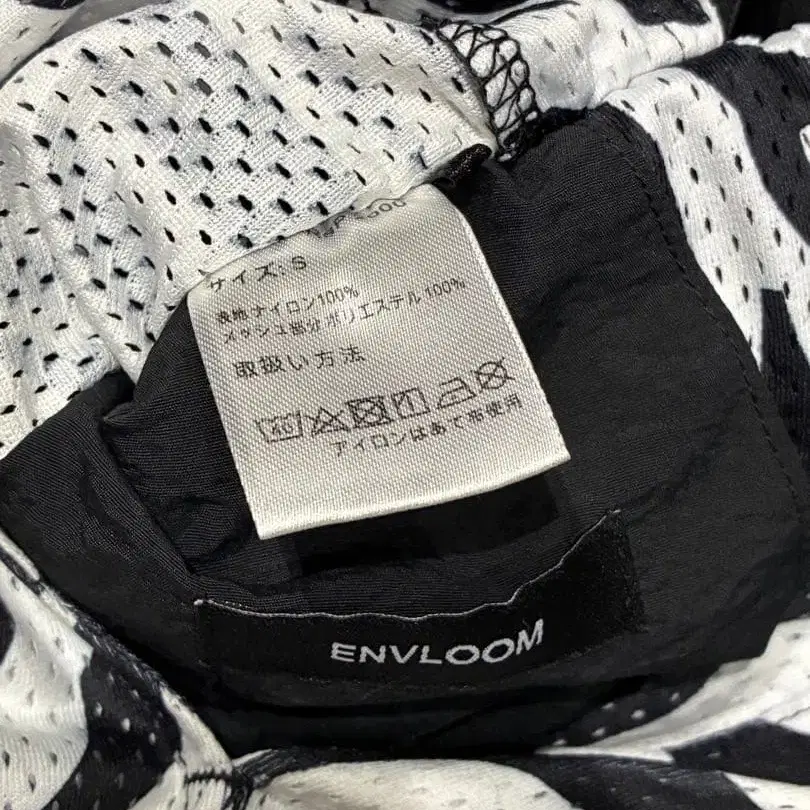 サイズ:S
表地ナイロン100%
メッシュ部分ポリエステル100%
取扱い方法
40
アイロンはあて布使用
ENVLOOM